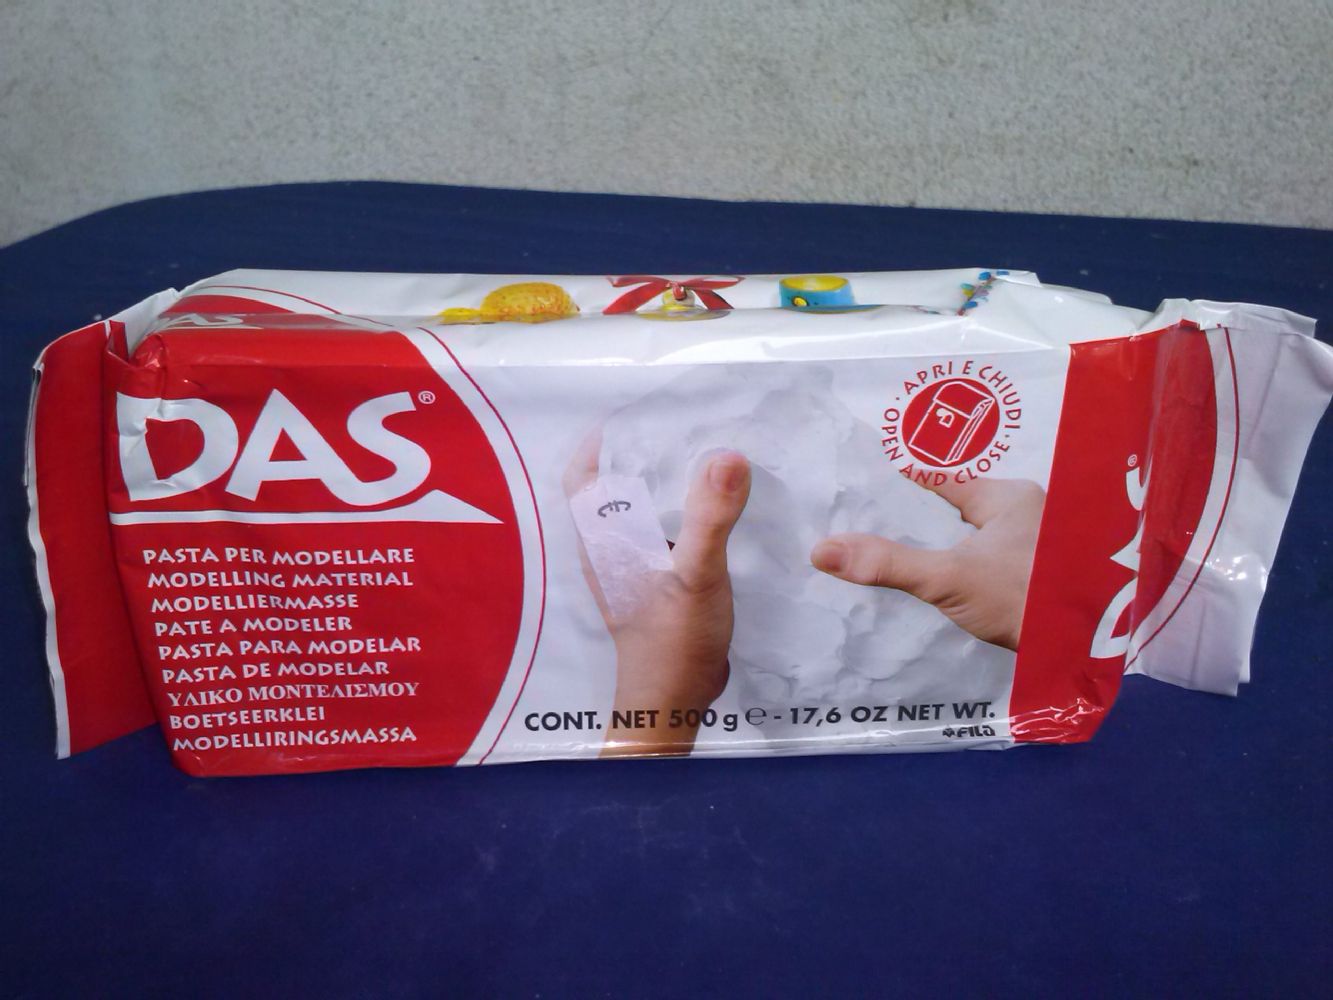 DAS®
PASTA PER MODELLARE
MODELLING MATERIAL
MODELLIERMASSE
PATE A MODELER
PASTA PARA MODELAR
PASTA DE MODELAR
ΥΛΙΚΟ ΜΟΝΤΕΛΙΣΜΟΥ
BOETSEERKLEI
MODELLIRINGSMASSA
APRI E CHIUDI
OPEN AND CLOSE
€
CONT. NET 500 g ℮ - 17,6 OZ NET WT.
FILA
DAS®